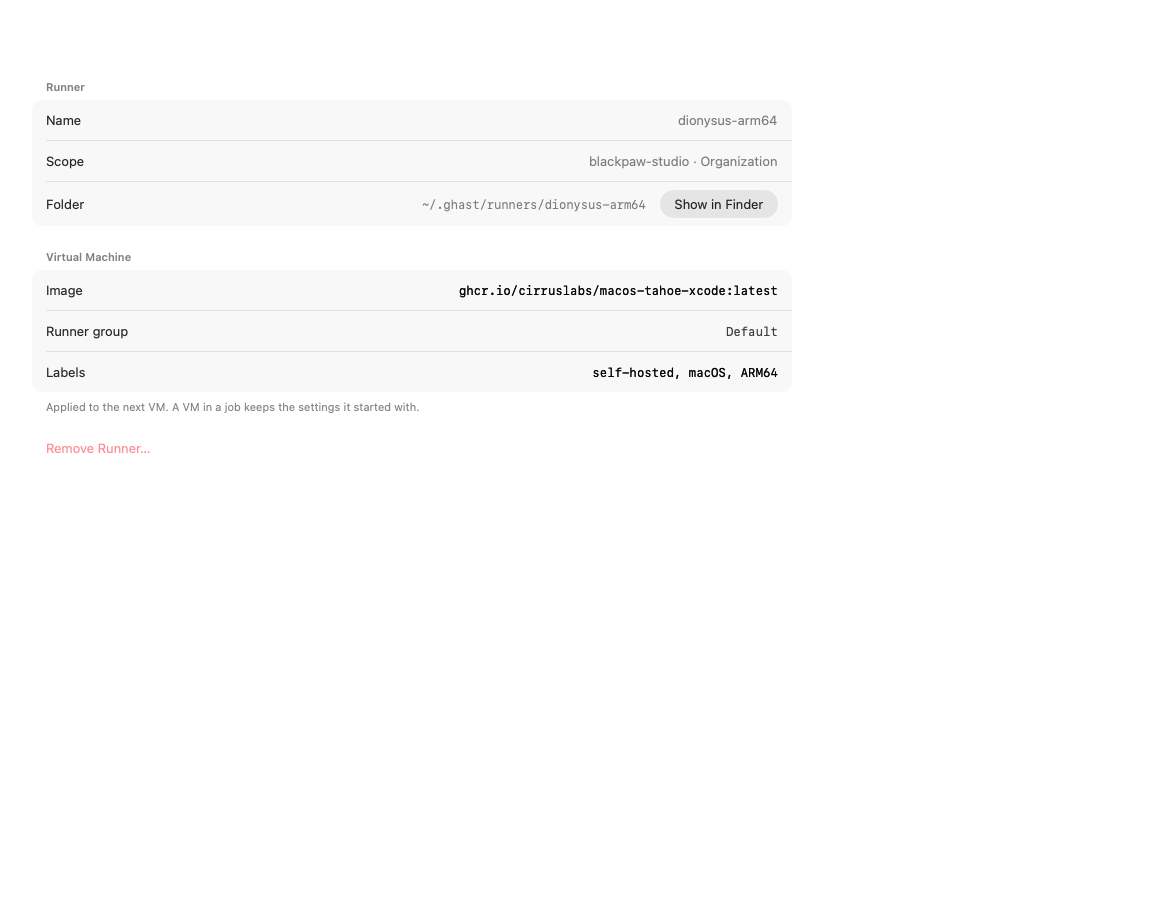 Runner
Name dionysus-arm64
Scope blackpaw-studio · Organization
Folder ~/.ghast/runners/dionysus-arm64 Show in Finder
Virtual Machine
Image ghcr.io/cirruslabs/macos-tahoe-xcode:latest
Runner group Default
Labels self-hosted, macOS, ARM64
Applied to the next VM. A VM in a job keeps the settings it started with.
Remove Runner...